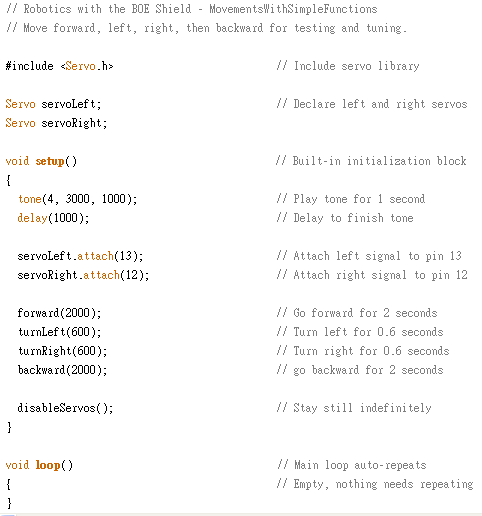 // Robotics with the BOE Shield - MovementsWithSimpleFunctions
// Move forward, left, right, then backward for testing and tuning.
#include <Servo.h> // Include servo library
Servo servoLeft; // Declare left and right servos
Servo servoRight;
void setup() // Built-in initialization block
{
tone(4, 3000, 1000); // Play tone for 1 second
delay(1000); // Delay to finish tone
servoLeft.attach(13); // Attach left signal to pin 13
servoRight.attach(12); // Attach right signal to pin 12
forward(2000); // Go forward for 2 seconds
turnLeft(600); // Turn left for 0.6 seconds
turnRight(600); // Turn right for 0.6 seconds
backward(2000); // go backward for 2 seconds
disableServos(); // Stay still indefinitely
}
void loop() // Main loop auto-repeats
{ // Empty, nothing needs repeating
}